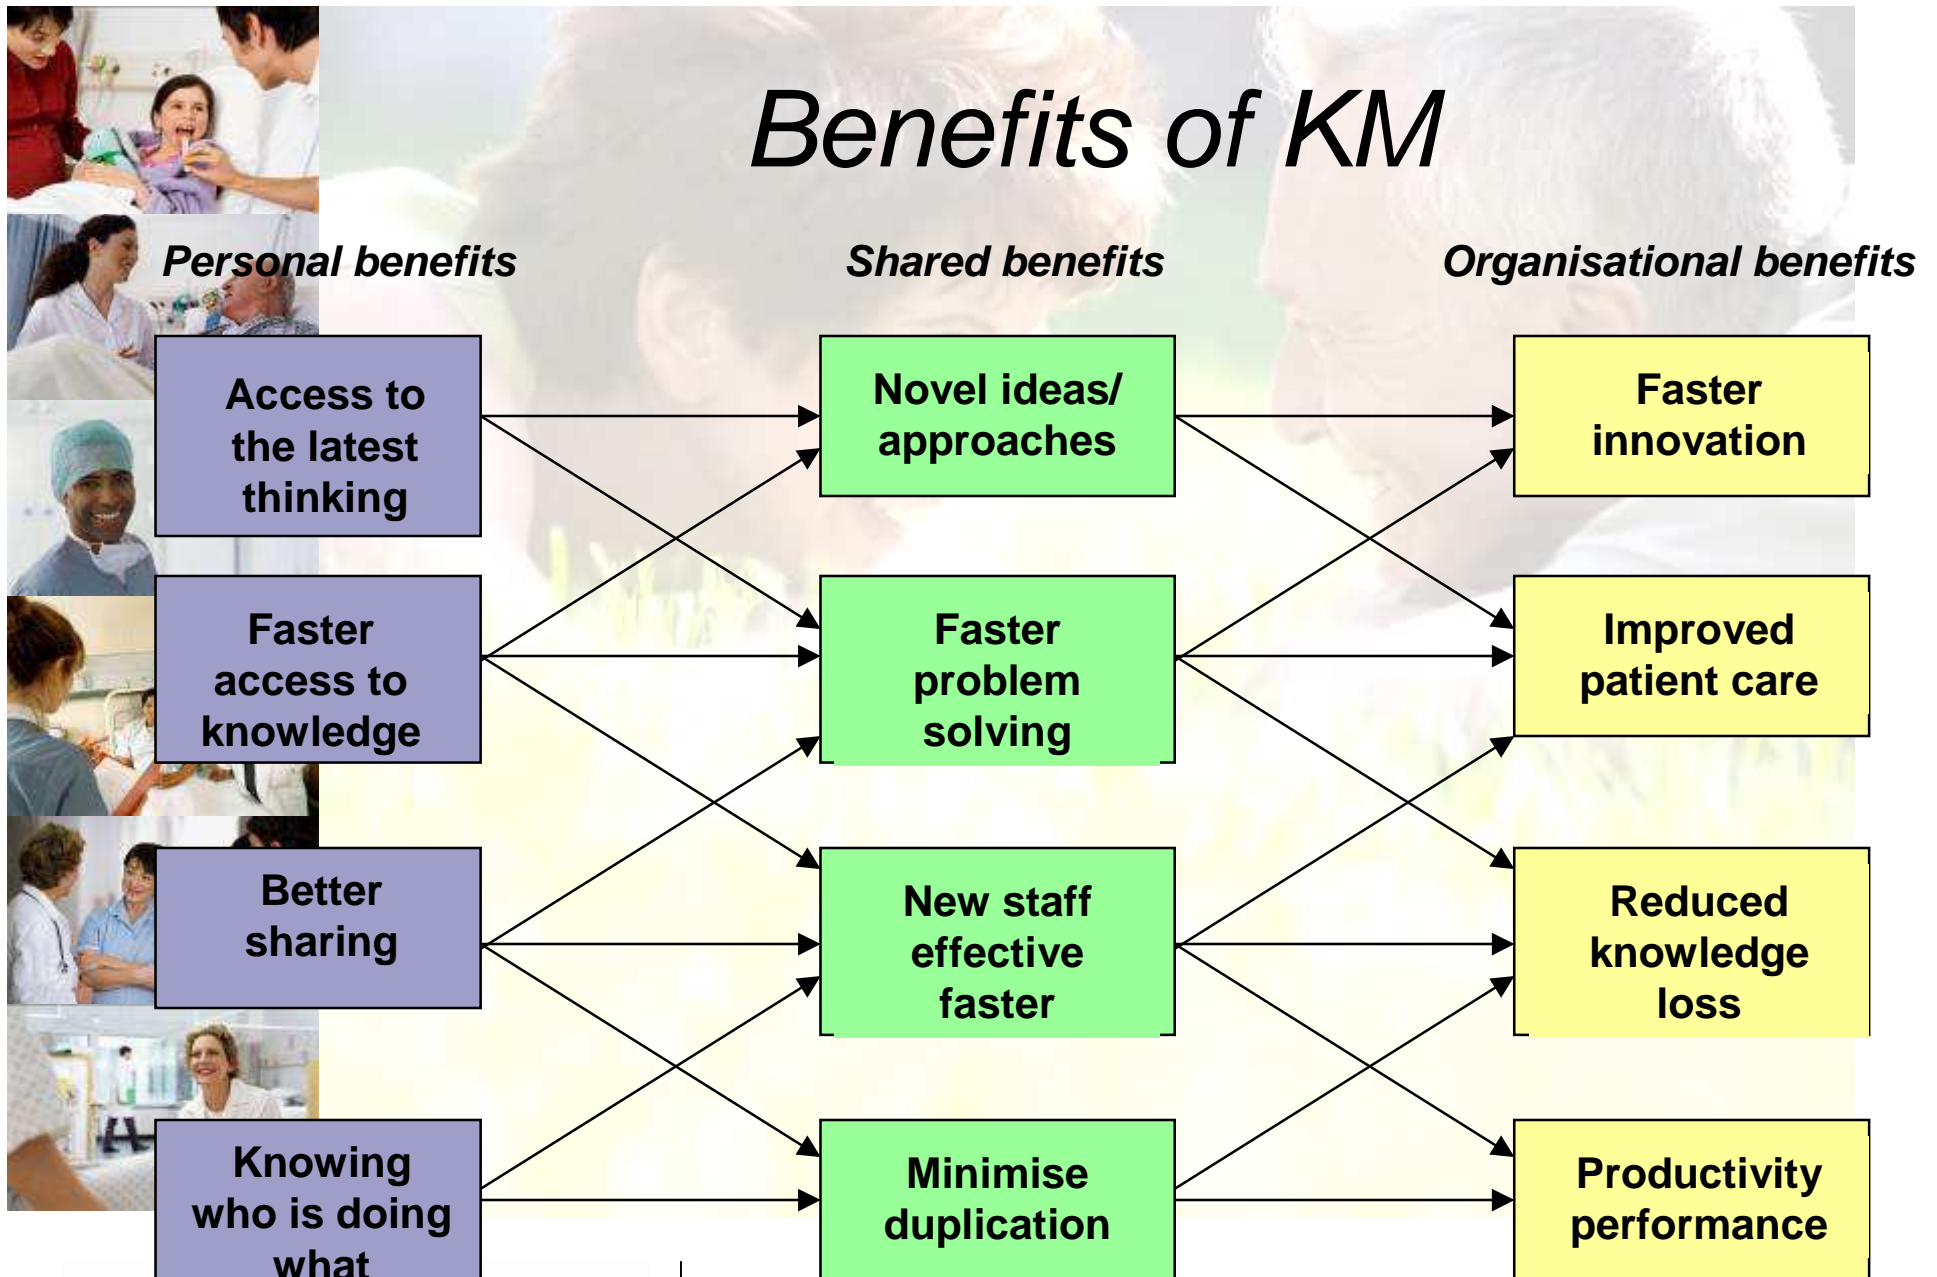 Benefits of KM
Personal benefits
Shared benefits
Organisational benefits
Access to
the latest
thinking
Novel ideas/
approaches
Faster
innovation
Faster
access to
knowledge
Faster
problem
solving
Improved
patient care
Better
sharing
New staff
effective
faster
Reduced
knowledge
loss
Knowing
who is doing
what
Minimise
duplication
Productivity
performance